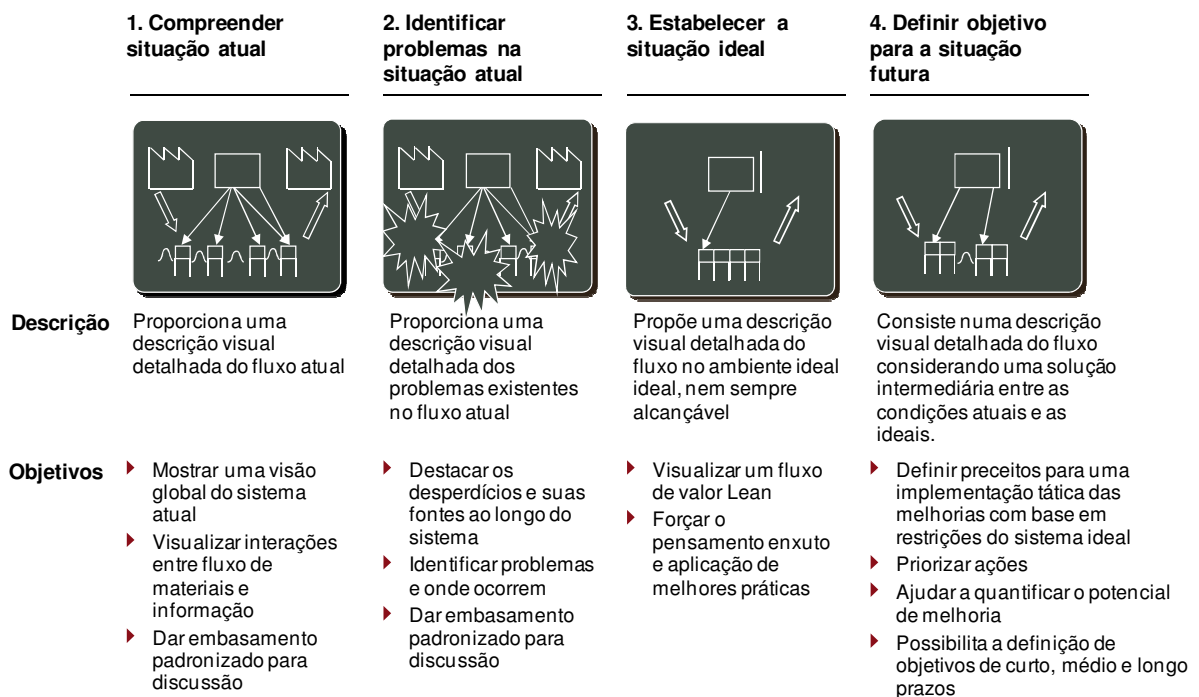 1. Compreender
situação atual
2. Identificar
problemas na
situação atual
3. Estabelecer a
situação ideal
4. Definir objetivo
para a situação
futura
Descrição
Proporciona uma
descrição visual
detalhada do fluxo atual
Proporciona uma
descrição visual
detalhada dos
problemas existentes
no fluxo atual
Propõe uma descrição
visual detalhada do
fluxo no ambiente ideal
ideal, nem sempre
alcançável
Consiste numa descrição
visual detalhada do fluxo
considerando uma solução
intermediária entre as
condições atuais e as
ideais.
Objetivos
Mostrar uma visão
global do sistema
atual
Visualizar interações
entre fluxo de
materiais e
informação
Dar embasamento
padronizado para
discussão
Destacar os
desperdícios e suas
fontes ao longo do
sistema
Identificar problemas
e onde ocorrem
Dar embasamento
padronizado para
discussão
Visualizar um fluxo
de valor Lean
Forçar o
pensamento enxuto
e aplicação de
melhores práticas
Definir preceitos para uma
implementação tática das
melhorias com base em
restrições do sistema ideal
Priorizar ações
Ajudar a quantificar o potencial
de melhoria
Possibilita a definição de
objetivos de curto, médio e longo
prazos